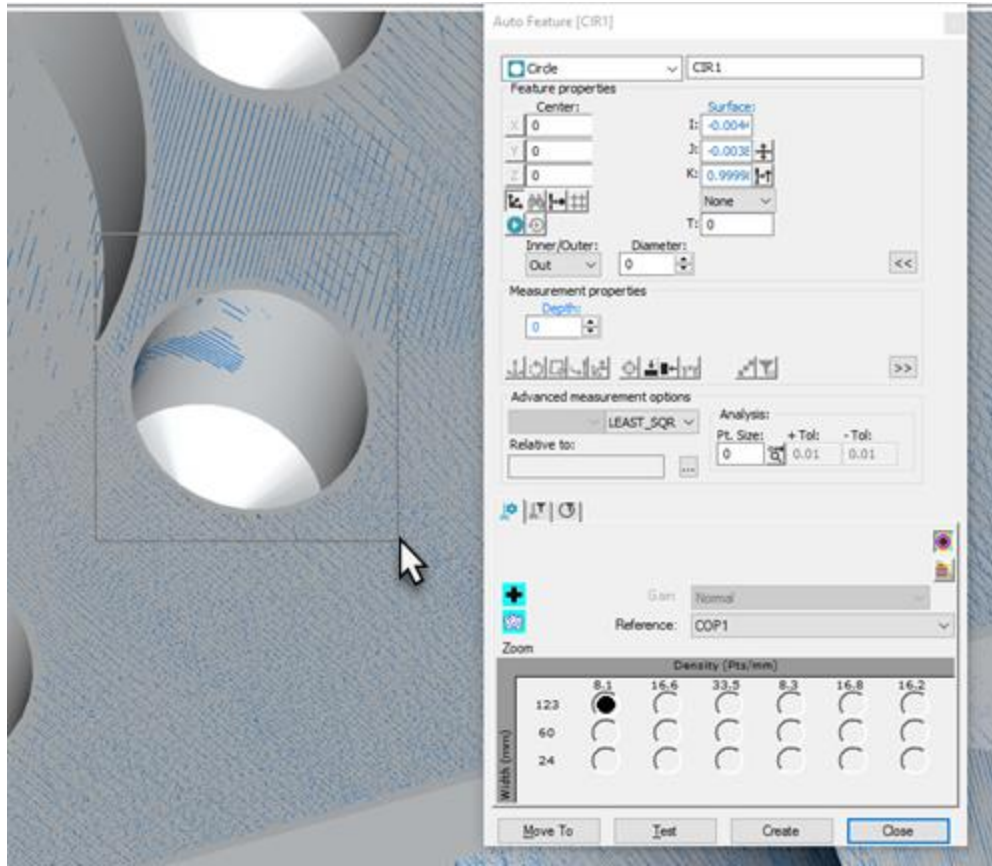 Auto Feature [CIR1]
Circle CIR1
Feature properties
Center: Surface:
X 0 I: -0.0044
Y 0 J: -0.0038
Z 0 K: 0.9999
None
T: 0
Inner/Outer: Diameter:
Out 0 <<
Measurement properties
Depth:
0
>>
Advanced measurement options
LEAST_SQR Analysis:
Pt. Size: + Tol: - Tol:
Relative to: 0 0.01 0.01
...
Gain: Normal
Reference: COP1
Zoom
Density (Pts/mm)
8.1 16.6 33.5 8.3 16.8 16.2
123
60
24
Width (mm)
Move To Test Create Close